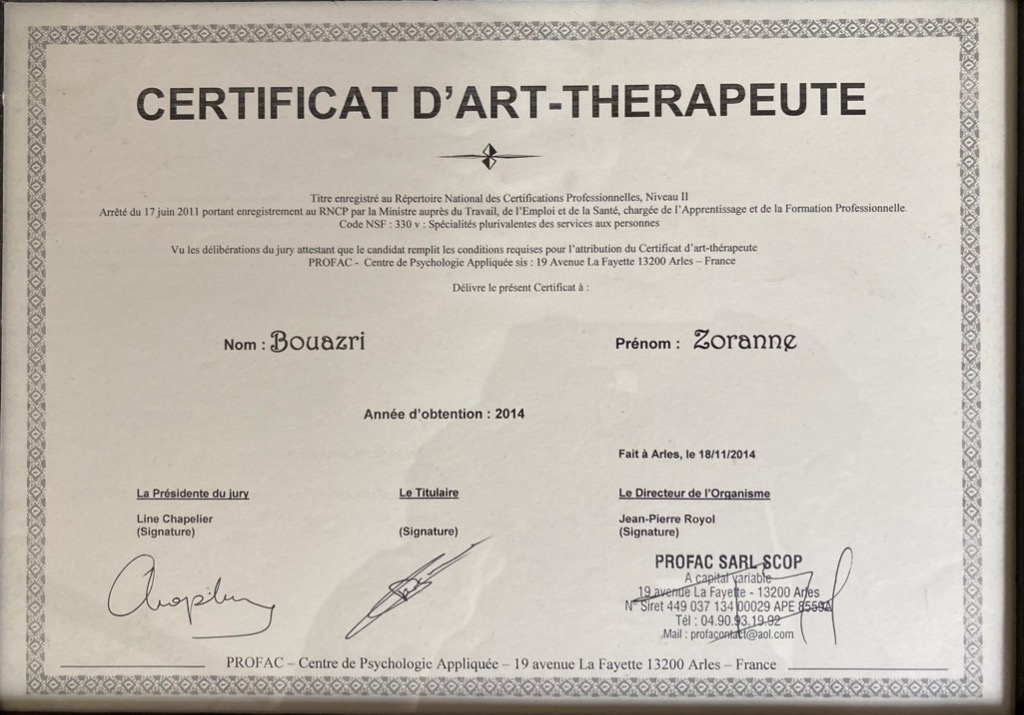 CERTIFICAT D'ART-THERAPEUTE
Titre enregistré au Répertoire National des Certifications Professionnelles, Niveau II
Arrêté du 17 juin 2011 portant enregistrement au RNCP par la Ministre auprès du Travail, de l'Emploi et de la Santé, chargée de l'Apprentissage et de la Formation Professionnelle.
Code NSF : 330 v : Spécialités plurivalentes des services aux personnes
Vu les délibérations du jury attestant que le candidat remplit les conditions requises pour l'attribution du Certificat d'art-thérapeute
PROFAC - Centre de Psychologie Appliquée sis : 19 Avenue La Fayette 13200 Arles – France
Délivre le présent Certificat à :
Nom : Bouazri Prénom : Zoranne
Année d'obtention : 2014
Fait à Arles, le 18/11/2014
La Présidente du jury Le Titulaire Le Directeur de l'Organisme
Line Chapelier Jean-Pierre Royol
(Signature) (Signature) (Signature)
PROFAC SARL SCOP
A capital variable
19 avenue La Fayette - 13200 Arles
N° Siret 449 037 134 00029 APE 8559A
Tél : 04.90.93.19.92
Mail : profacontact@aol.com
PROFAC – Centre de Psychologie Appliquée – 19 avenue La Fayette 13200 Arles – France